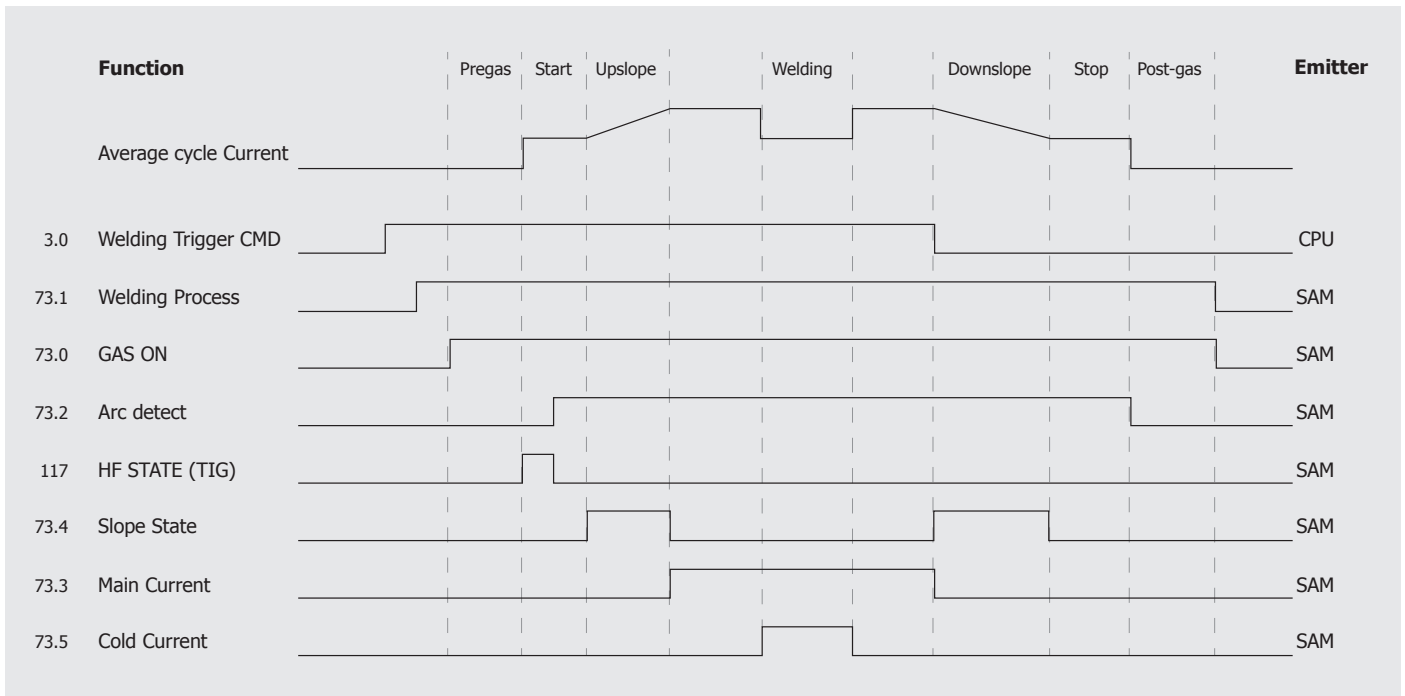 Function Pregas Start Upslope Welding Downslope Stop Post-gas Emitter
Average cycle Current
3.0 Welding Trigger CMD CPU
73.1 Welding Process SAM
73.0 GAS ON SAM
73.2 Arc detect SAM
117 HF STATE (TIG) SAM
73.4 Slope State SAM
73.3 Main Current SAM
73.5 Cold Current SAM